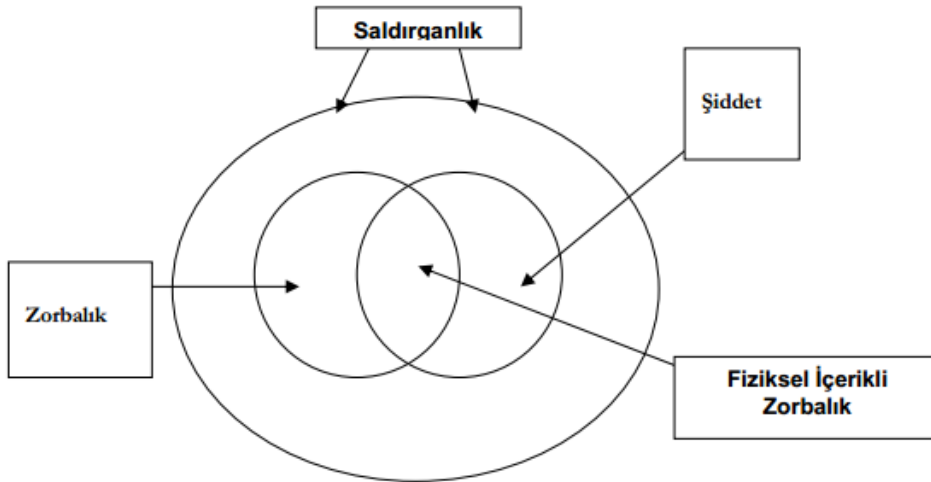 Saldırganlık
Şiddet
Zorbalık
Fiziksel İçerikli
Zorbalık